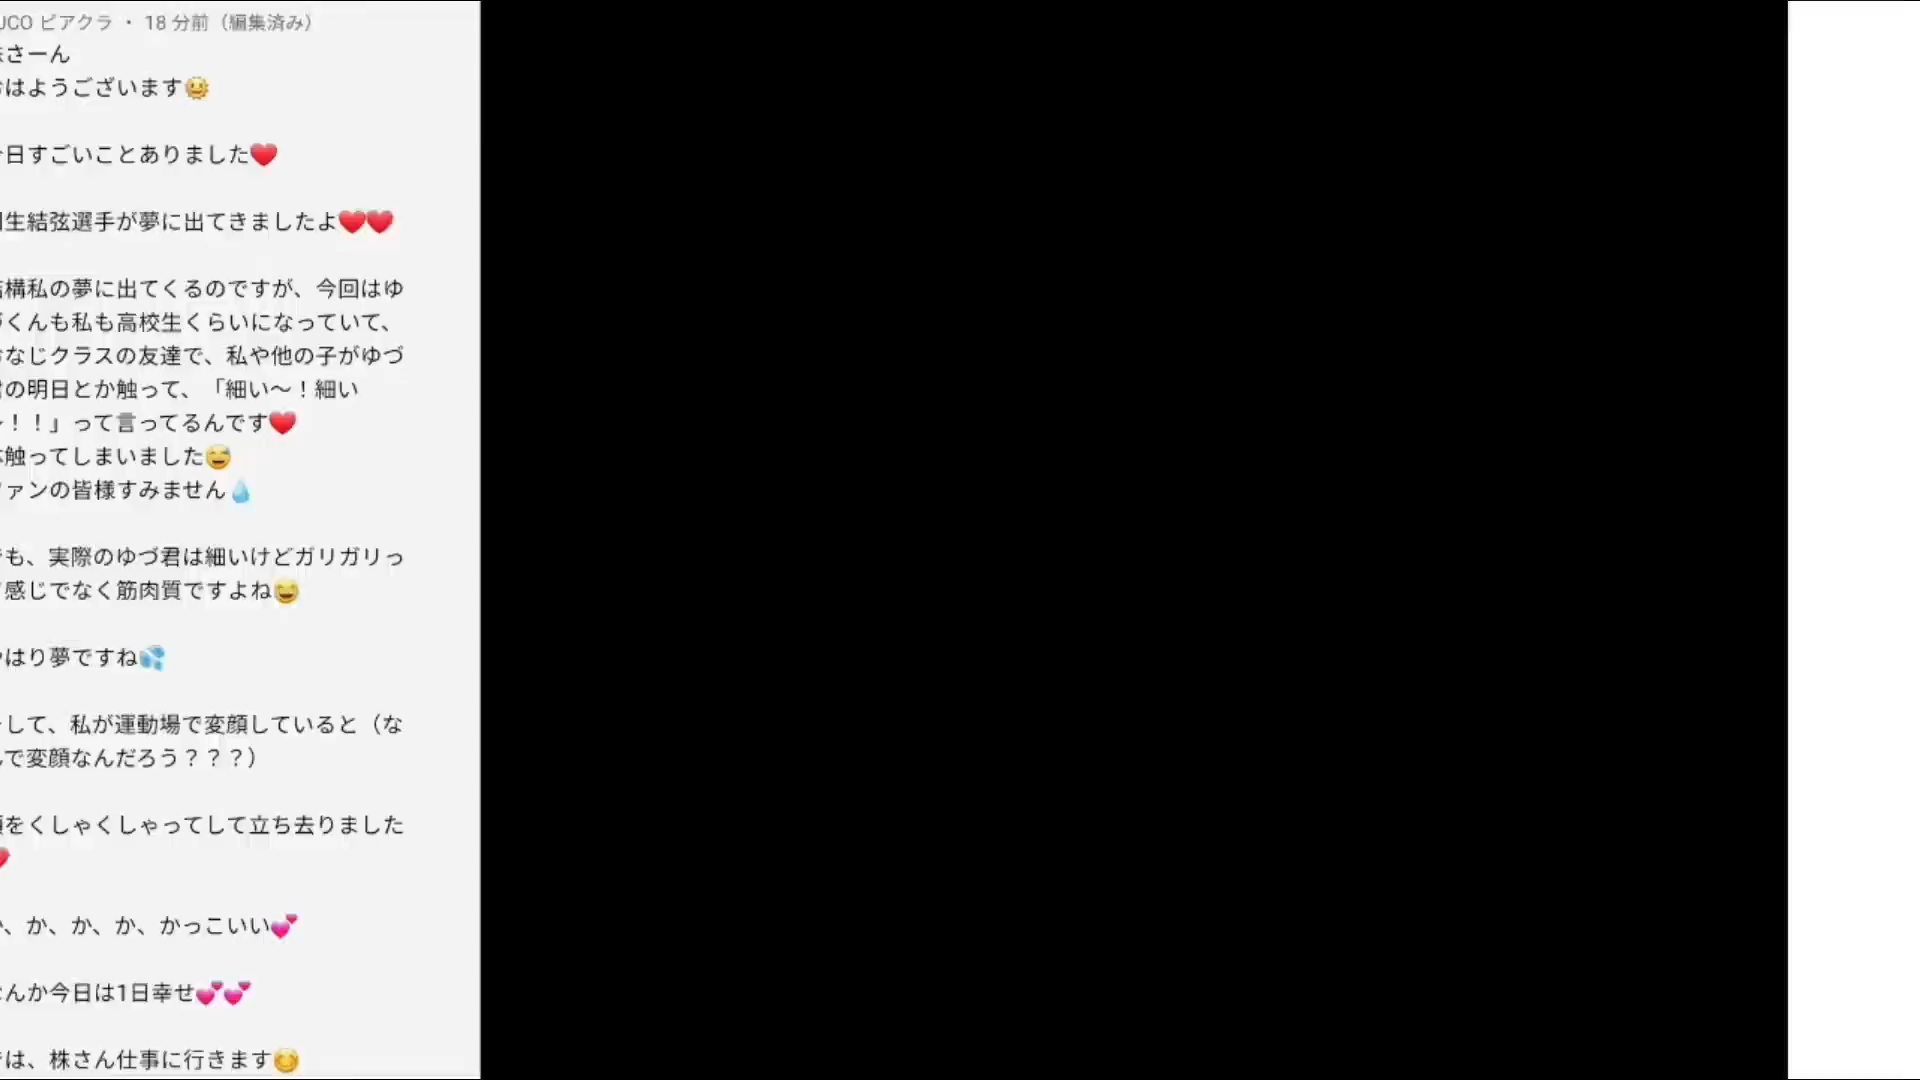 UCO ピアクラ・18 分前（編集済み）
さーん
はようございます🌞
日すごいことありました❤️
生結弦選手が夢に出てきましたよ❤️❤️
構私の夢に出てくるのですが、今回はゆ
くんも私も高校生くらいになっていて、
なじクラスの友達で、私や他の子がゆづ
の明日とか触って、「細い〜！細い
〜！！」って言ってるんです❤️
触ってしまいました😅
ァンの皆様すみません💧
も、実際のゆづ君は細いけどガリガリっ
感じでなく筋肉質ですよね😅
はり夢ですね💦
して、私が運動場で変顔していると（な
で変顔なんだろう？？？）
をくしゃくしゃってして立ち去りました
❤️
、か、か、か、かっこいい💕
んか今日は1日幸せ💕💕
は、株さん仕事に行きます😊